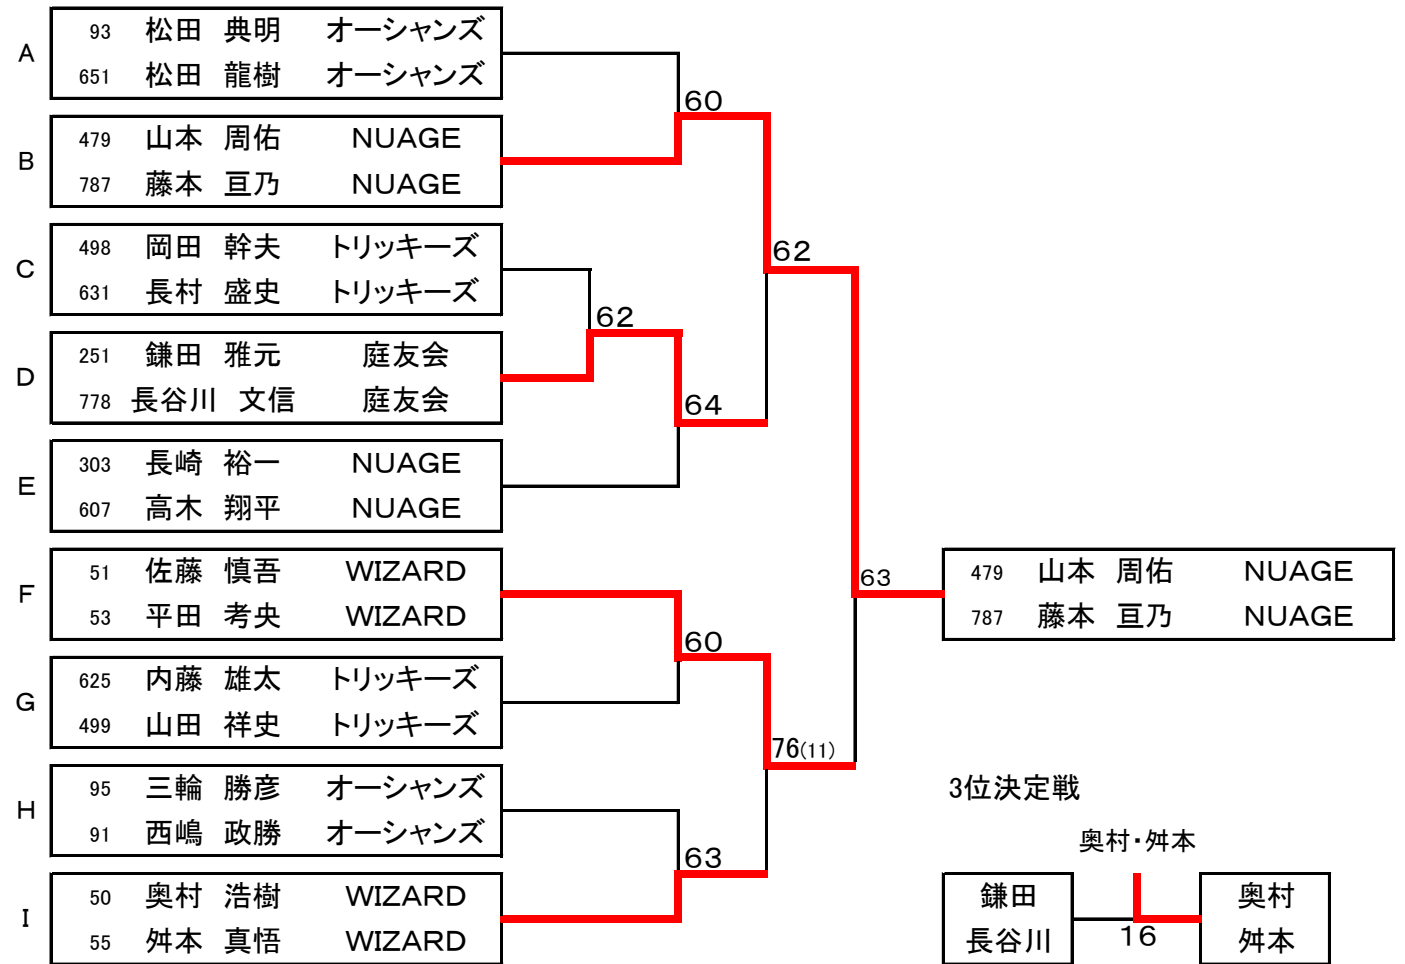 A
93 松田 典明 オーシャンズ
651 松田 龍樹 オーシャンズ
60
B
479 山本 周佑 NUAGE
787 藤本 亘乃 NUAGE
62
C
498 岡田 幹夫 トリッキーズ
631 長村 盛史 トリッキーズ
62
D
251 鎌田 雅元 庭友会
778 長谷川 文信 庭友会
64
E
303 長崎 裕一 NUAGE
607 高木 翔平 NUAGE
F
51 佐藤 慎吾 WIZARD
53 平田 考央 WIZARD
63
479 山本 周佑 NUAGE
787 藤本 亘乃 NUAGE
60
G
625 内藤 雄太 トリッキーズ
499 山田 祥史 トリッキーズ
76(11)
H
95 三輪 勝彦 オーシャンズ
91 西嶋 政勝 オーシャンズ
63
I
50 奥村 浩樹 WIZARD
55 舛本 真悟 WIZARD
3位決定戦
奥村・舛本
鎌田
長谷川
16
奥村
舛本